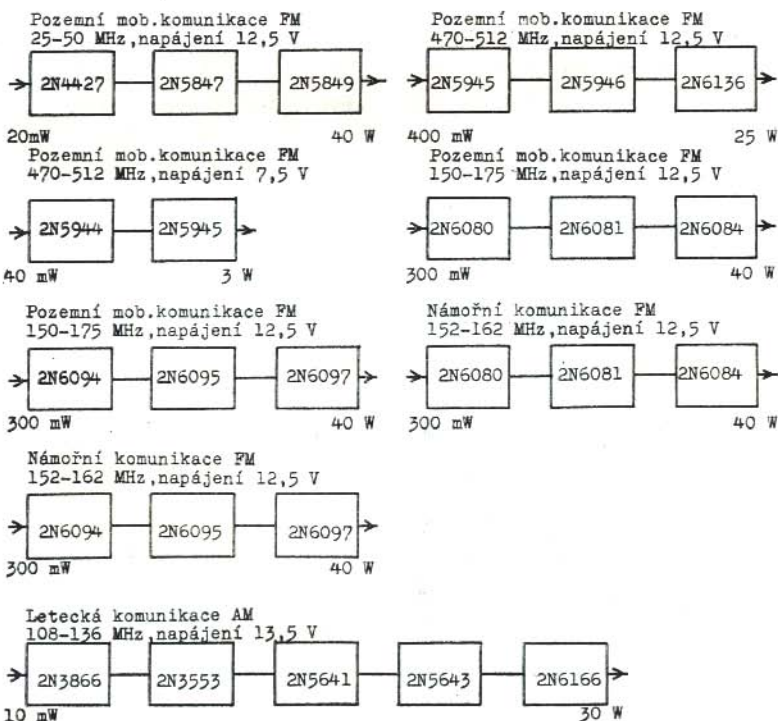 Pozemní mob.komunikace FM
25-50 MHz,napájení 12,5 V
2N4427 2N5847 2N5849
20mW 40 W
Pozemní mob.komunikace FM
470-512 MHz,napájení 12.5 V
2N5945 2N5946 2N6136
400 mW 25 W
Pozemní mob.komunikace FM
470-512 MHz,napájení 7,5 V
2N5944 2N5945
40 mW 3 W
Pozemní mob.komunikace FM
150-175 MHz,napájení 12,5 V
2N6080 2N6081 2N6084
300 mW 40 W
Pozemní mob.komunikace FM
150-175 MHz,napájení 12,5 V
2N6094 2N6095 2N6097
300 mW 40 W
Námořní komunikace FM
152-162 MHz,napájení 12,5 V
2N6080 2N6081 2N6084
300 mW 40 W
Námořní komunikace FM
152-162 MHz,napájení 12,5 V
2N6094 2N6095 2N6097
300 mW 40 W
Letecká komunikace AM
108-136 MHz,napájení 13,5 V
2N3866 2N3553 2N5641 2N5643 2N6166
10 mW 30 W